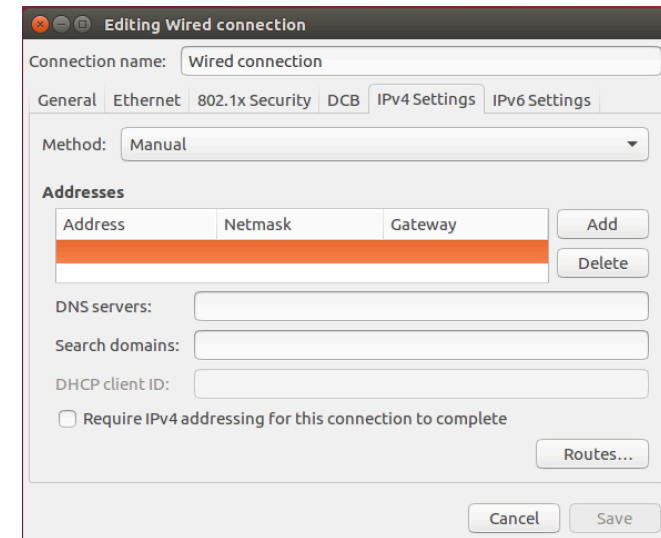 Editing Wired connection
Connection name: Wired connection
General Ethernet 802.1x Security DCB IPv4 Settings IPv6 Settings
Method: Manual
Addresses
Address Netmask Gateway Add
Delete
DNS servers:
Search domains:
DHCP client ID:
Require IPv4 addressing for this connection to complete
Routes...
Cancel Save